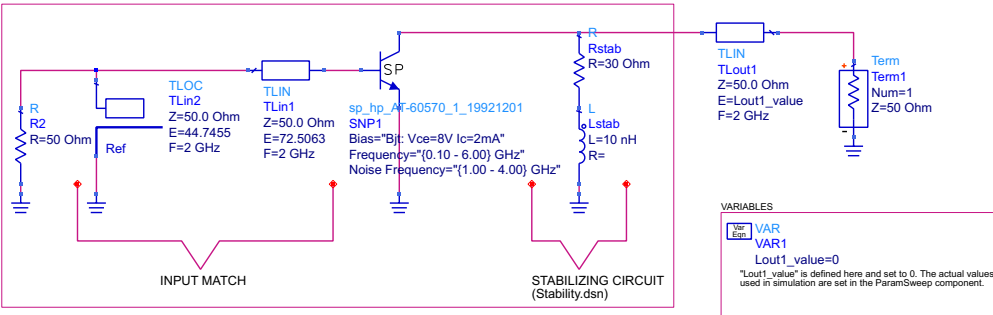 R
R2
R=50 Ohm
TLOC
TLin2
Z=50.0 Ohm
E=44.7455
F=2 GHz
Ref
TLIN
TLin1
Z=50.0 Ohm
E=72.5063
F=2 GHz
SP
sp_hp_AT-60570_1_19921201
SNP1
Bias="Bjt: Vce=8V Ic=2mA"
Frequency="{0.10 - 6.00} GHz"
Noise Frequency="{1.00 - 4.00} GHz"
R
Rstab
R=30 Ohm
L
Lstab
L=10 nH
R=
TLIN
TLout1
Z=50.0 Ohm
E=Lout1_value
F=2 GHz
+
Term
Term1
Num=1
Z=50 Ohm
-
INPUT MATCH
STABILIZING CIRCUIT
(Stability.dsn)
VARIABLES
Var
Eqn
VAR
VAR1
Lout1_value=0
"Lout1_value" is defined here and set to 0. The actual values
used in simulation are set in the ParamSweep component.